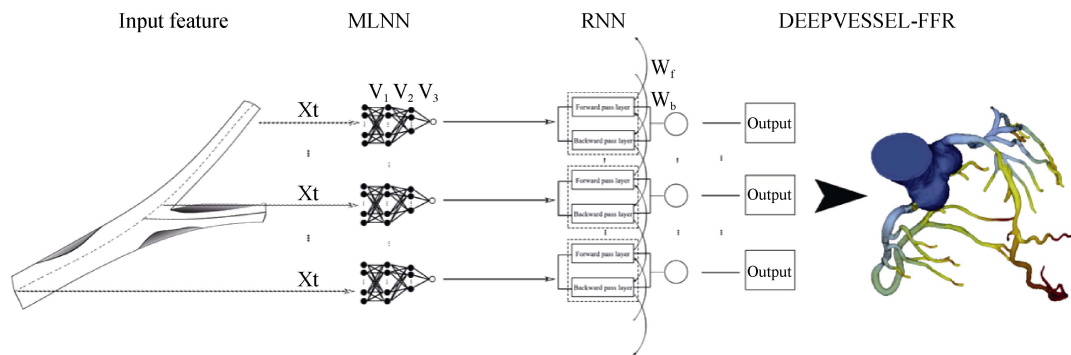 Input feature
MLNN
RNN
DEEPVESSEL-FFR
Xt
V1 V2 V3
Forward pass layer
Backward pass layer
Wf
Wb
Output
Xt
Forward pass layer
Backward pass layer
Output
Xt
Forward pass layer
Backward pass layer
Output